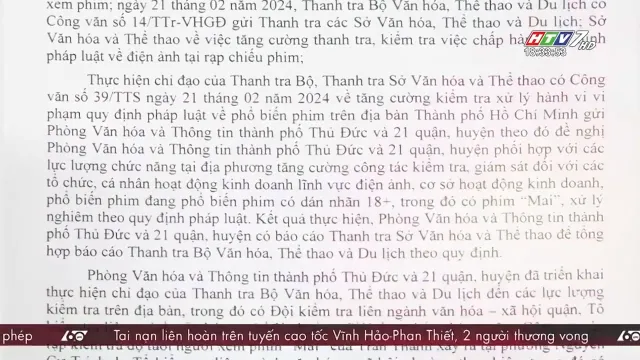 xem phim; ngày 21 tháng 02 năm 2024, Thanh tra Bộ Văn hóa, Thể thao và Du lịch có
Công văn số 14/TTr-VHGĐ gửi Thanh tra các Sở Văn hóa, Thể thao và Du lịch; Sở
Văn hóa và Thể thao về việc tăng cường thanh tra, kiểm tra việc chấp hà
HTV7 HD
18:33:53
pháp luật về điện ảnh tại rạp chiếu phim;
Thực hiện chỉ đạo của Thanh tra Bộ, Thanh tra Sở Văn hóa và Thể thao có Công
văn số 39/TTS ngày 21 tháng 02 năm 2024 về tăng cường kiểm tra xử lý hành vi vi
phạm quy định pháp luật về phổ biến phim trên địa bàn Thành phố Hồ Chí Minh gửi
Phòng Văn hóa và Thông tin thành phố Thủ Đức và 21 quận, huyện theo đó đề nghị
Phòng Văn hóa và Thông tin thành phố Thủ Đức và 21 quận, huyện phối hợp với các
lực lượng chức năng tại địa phương tăng cường công tác kiểm tra, giám sát đối với các
tổ chức, cá nhân hoạt động kinh doanh lĩnh vực điện ảnh, cơ sở hoạt động kinh doanh,
phổ biến phim đang phổ biến phim có dán nhãn 18+, trong đó có phim “Mai”, xử lý
nghiêm theo quy định pháp luật. Kết quả thực hiện, Phòng Văn hóa và Thông tin thành
phố Thủ Đức và 21 quận, huyện có báo cáo Thanh tra Sở Văn hóa và Thể thao để tổng
hợp báo cáo Thanh tra Bộ Văn hóa, Thể thao và Du lịch theo quy định.
Phòng Văn hóa và Thông tin thành phố Thủ Đức và 21 quận, huyện đã triển khai
thực hiện chỉ đạo của Thanh tra Bộ Văn hóa, Thể thao và Du lịch đến các lực lượng
kiểm tra trên địa bàn, trong đó có Đội kiểm tra liên ngành văn hóa – xã hội quận. Tổ
phép 60 Tai nạn liên hoàn trên tuyến cao tốc Vĩnh Hảo-Phan Thiết, 2 người thương vong